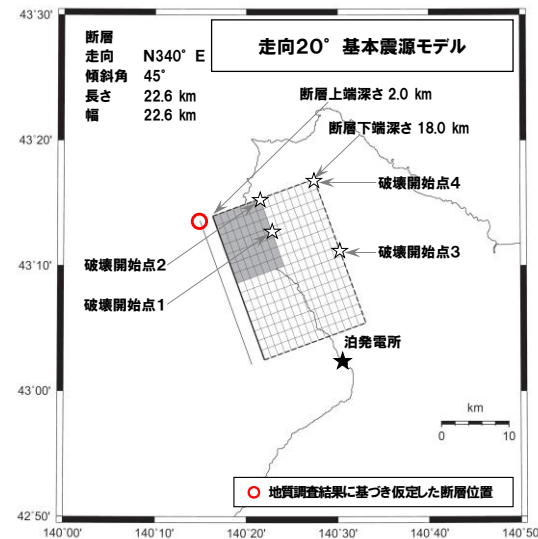 断層
走向 N340° E
傾斜角 45°
長さ 22.6 km
幅 22.6 km
走向20° 基本震源モデル
断層上端深さ 2.0 km
断層下端深さ 18.0 km
破壊開始点4
破壊開始点3
破壊開始点2
破壊開始点1
泊発電所
km
0 10
地質調査結果に基づき仮定した断層位置
43°30'
43°20'
43°10'
43°00'
42°50'
140°00' 140°10' 140°20' 140°30' 140°40' 140°50'